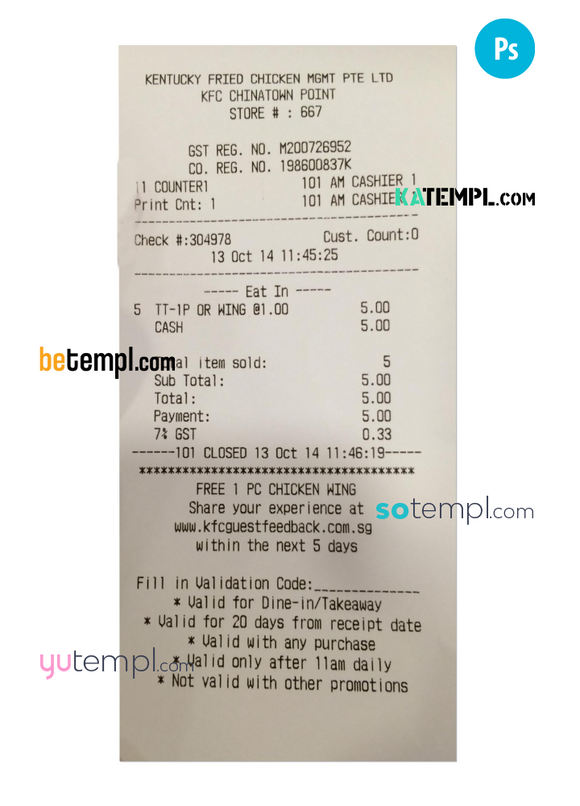 Ps
KENTUCKY FRIED CHICKEN MGMT PTE LTD
KFC CHINATOWN POINT
STORE # : 667
GST REG. NO. M200726952
CO. REG. NO. 198600837K
11 COUNTER1 101 AM CASHIER 1
Print Cnt: 1 101 AM CASHIER 1
KATEMPL.COM
Check #:304978 Cust. Count:0
13 Oct 14 11:45:25
----- Eat In -----
5 TT-1P OR WING @1.00 5.00
CASH 5.00
betempl.com
item sold: 5
Sub Total: 5.00
Total: 5.00
Payment: 5.00
7% GST 0.33
------101 CLOSED 13 Oct 14 11:46:19-----
***************************************
FREE 1 PC CHICKEN WING
Share your experience at
sotempl.com
www.kfcguestfeedback.com.sg
within the next 5 days
Fill in Validation Code:______________
* Valid for Dine-in/Takeaway
* Valid for 20 days from receipt date
* Valid with any purchase
yutempl.com
* Valid only after 11am daily
* Not valid with other promotions